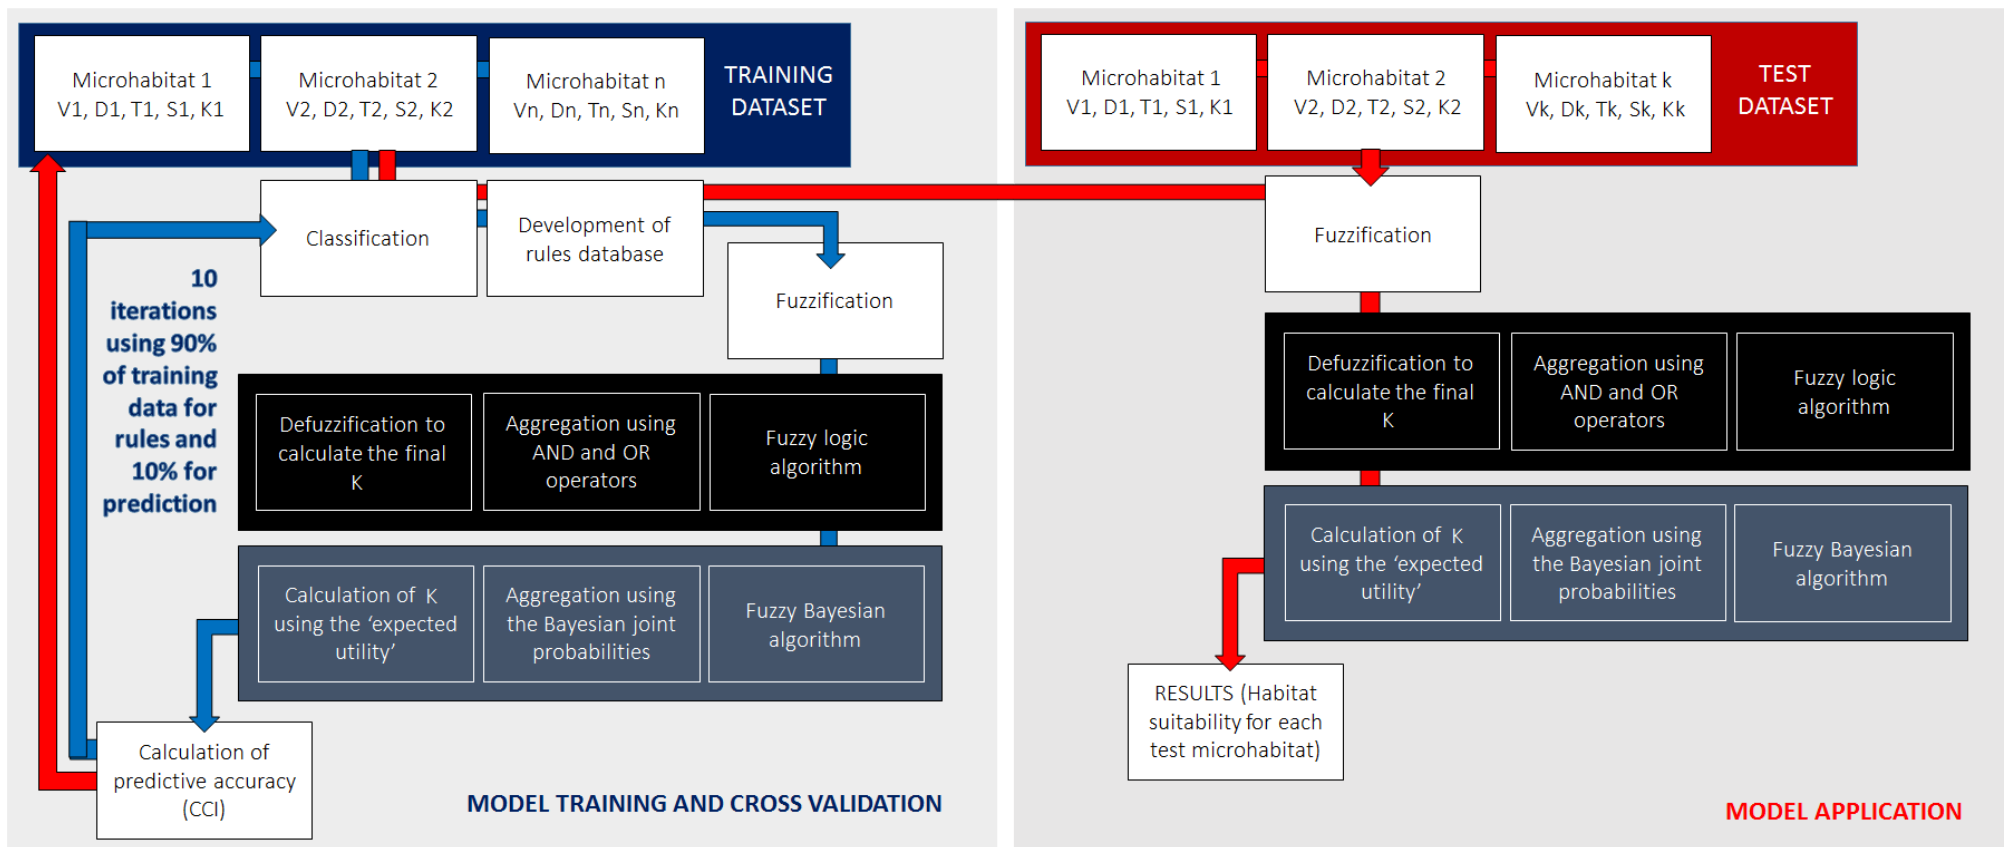 Microhabitat 1
V1, D1, T1, S1, K1
Microhabitat 2
V2, D2, T2, S2, K2
Microhabitat n
Vn, Dn, Tn, Sn, Kn
TRAINING
DATASET
Classification
Development of
rules database
Fuzzification
10
iterations
using 90%
of training
data for
rules and
10% for
prediction
Defuzzification to
calculate the final
K
Aggregation using
AND and OR
operators
Fuzzy logic
algorithm
Calculation of K
using the ‘expected
utility’
Aggregation using
the Bayesian joint
probabilities
Fuzzy Bayesian
algorithm
Calculation of
predictive accuracy
(CCI)
MODEL TRAINING AND CROSS VALIDATION
Microhabitat 1
V1, D1, T1, S1, K1
Microhabitat 2
V2, D2, T2, S2, K2
Microhabitat k
Vk, Dk, Tk, Sk, Kk
TEST
DATASET
Fuzzification
Defuzzification to
calculate the final
K
Aggregation using
AND and OR
operators
Fuzzy logic
algorithm
Calculation of K
using the ‘expected
utility’
Aggregation using
the Bayesian joint
probabilities
Fuzzy Bayesian
algorithm
RESULTS (Habitat
suitability for each
test microhabitat)
MODEL APPLICATION